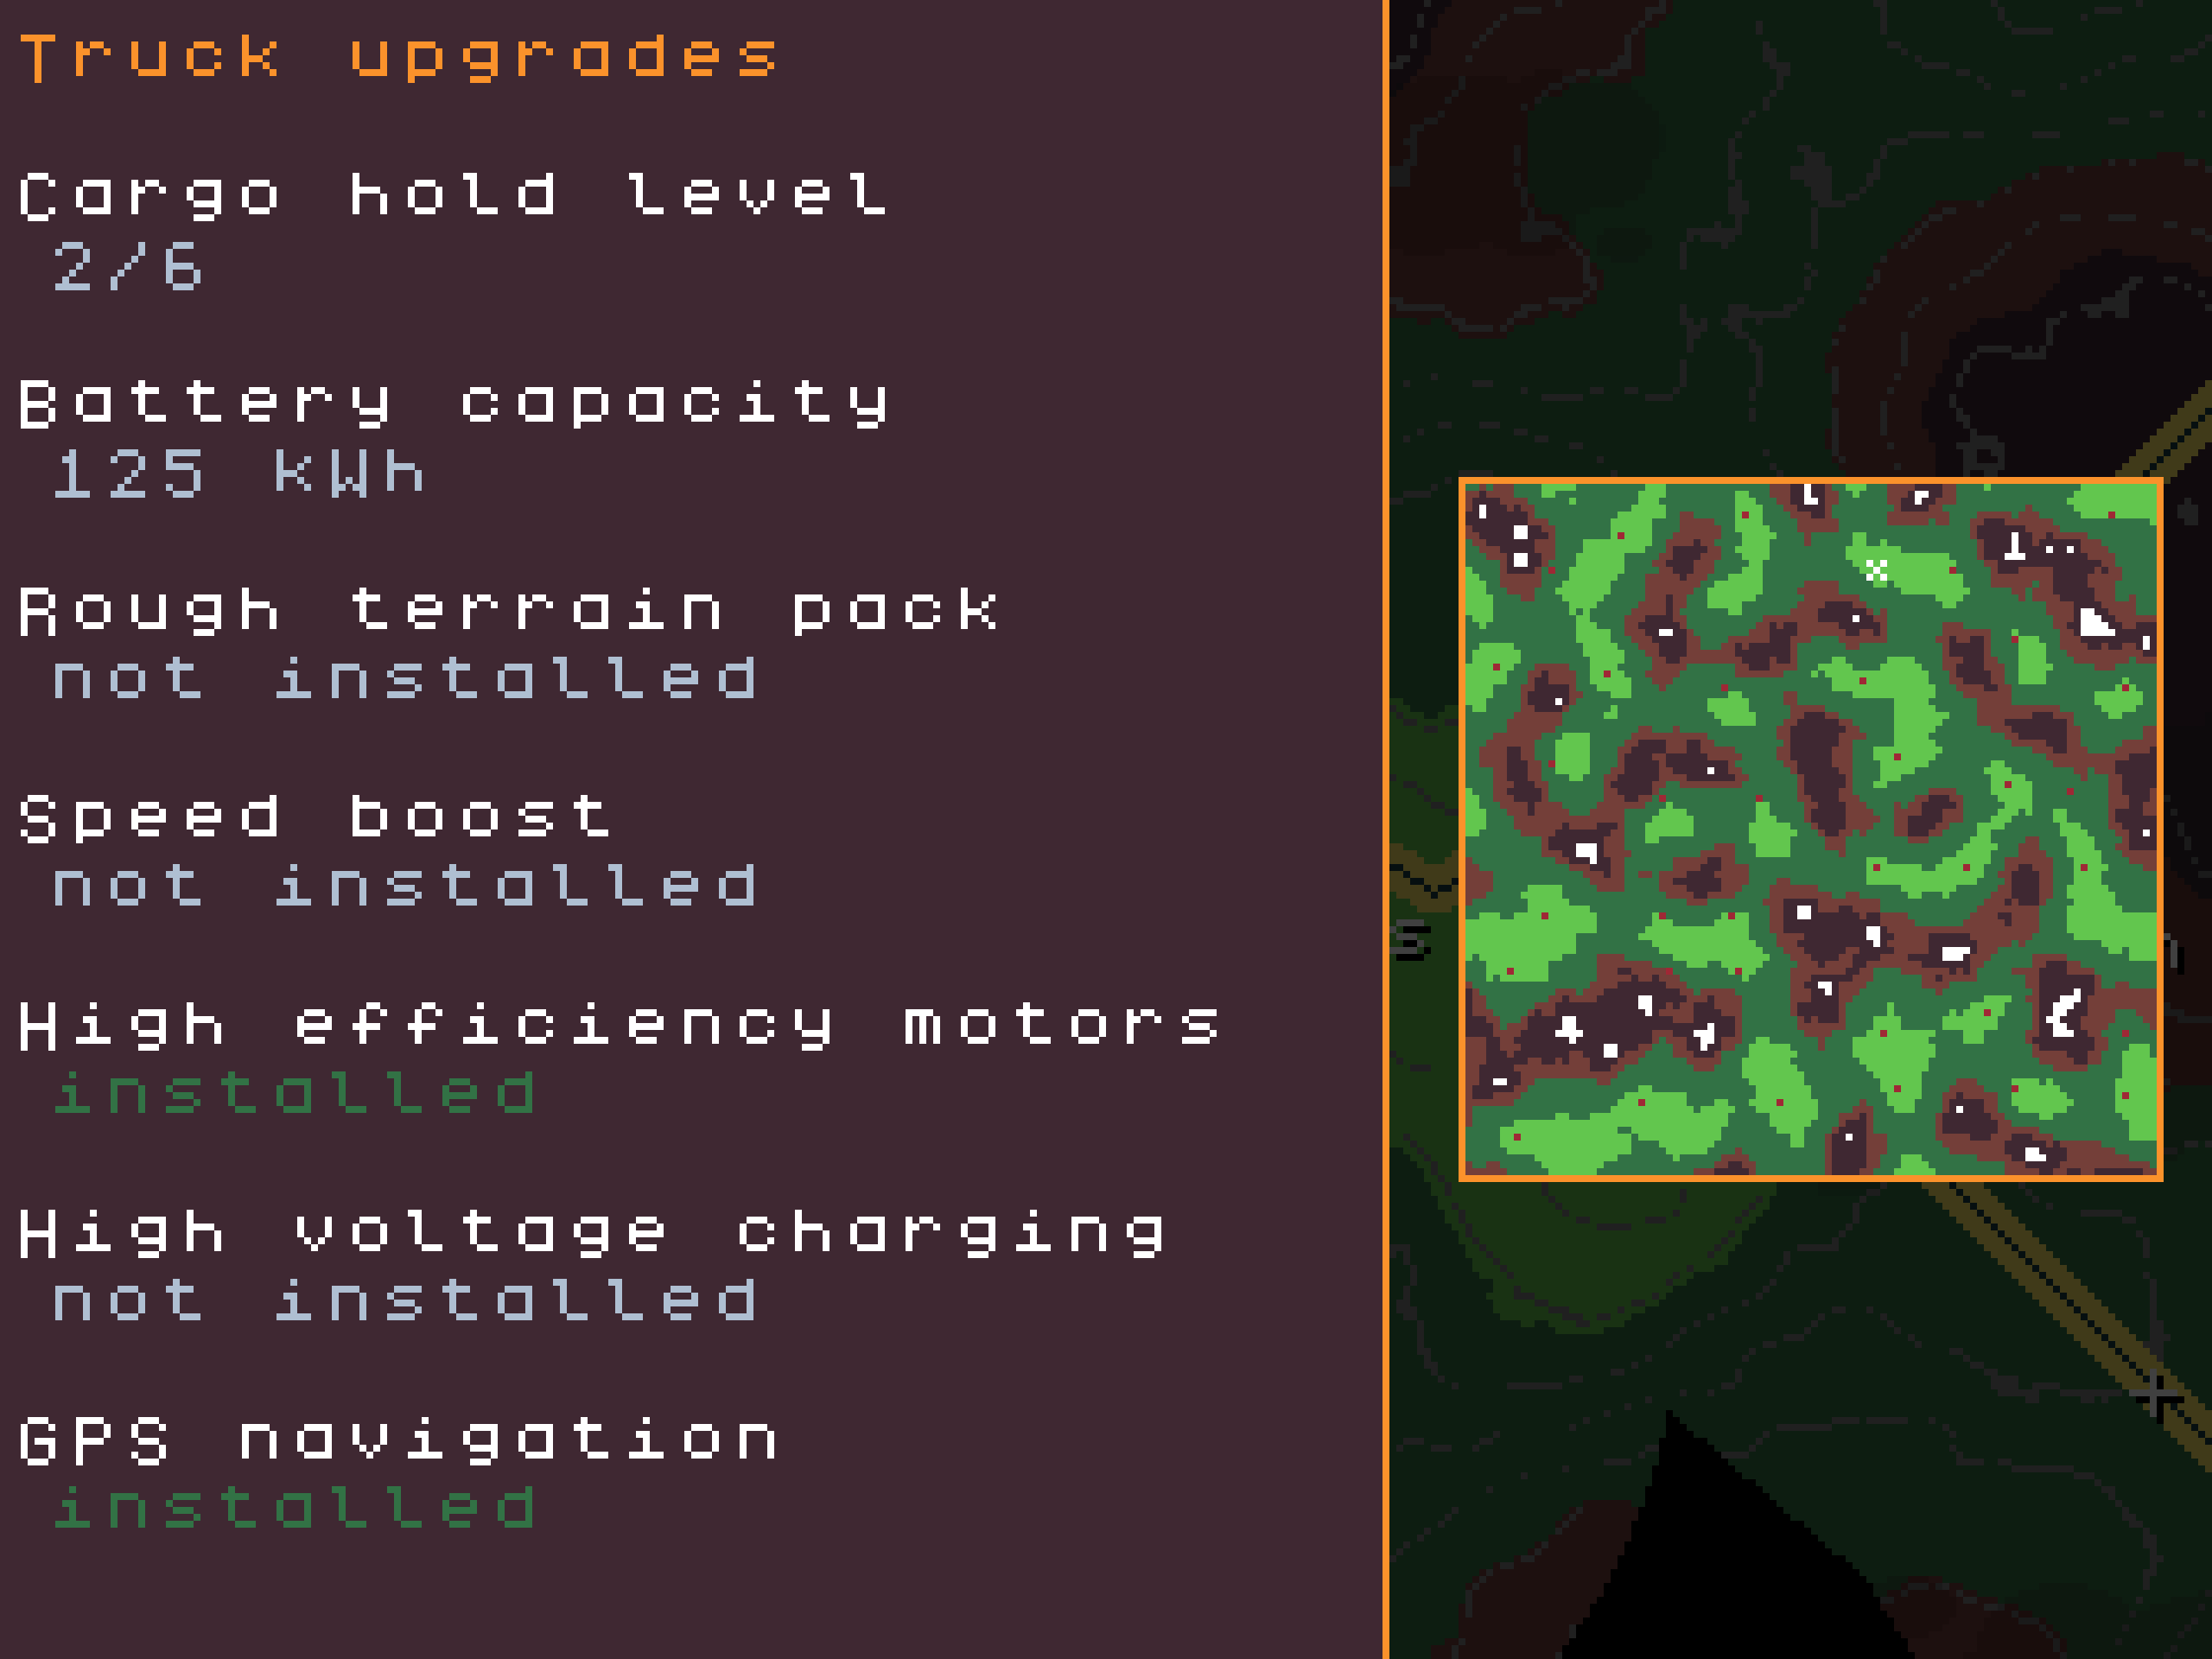 Truck upgrades
Cargo hold level
2/6
Battery capacity
125 kWh
Rough terrain pack
not installed
Speed boost
not installed
High efficiency motors
installed
High voltage charging
not installed
GPS navigation
installed